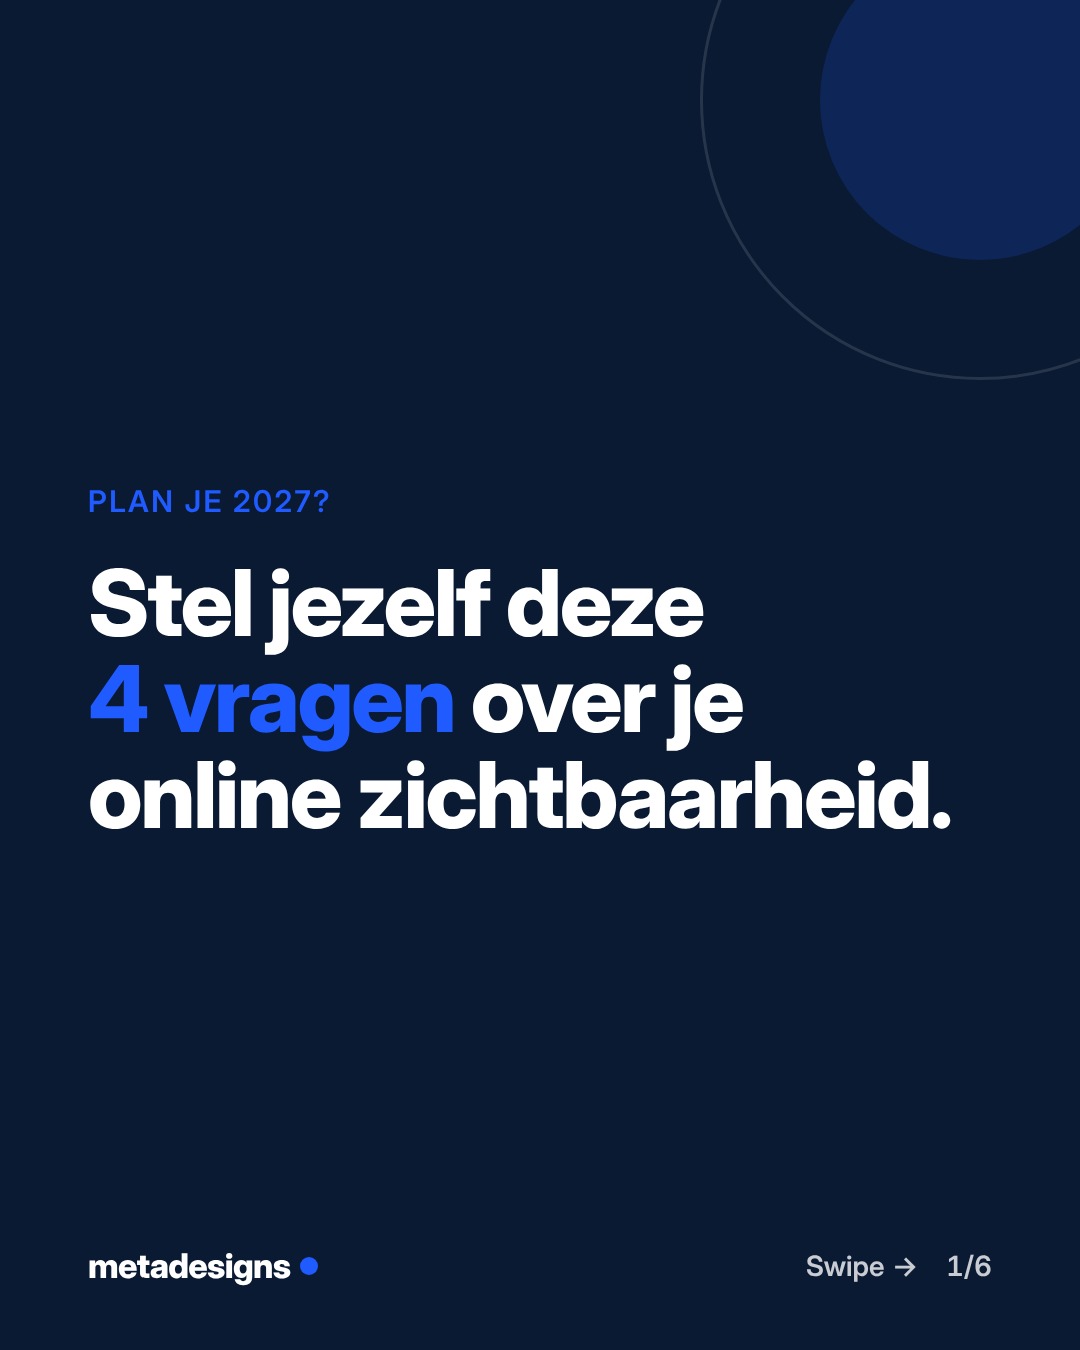 PLAN JE 2027?
Stel jezelf deze
4 vragen over je
online zichtbaarheid.
metadesigns
Swipe → 1/6